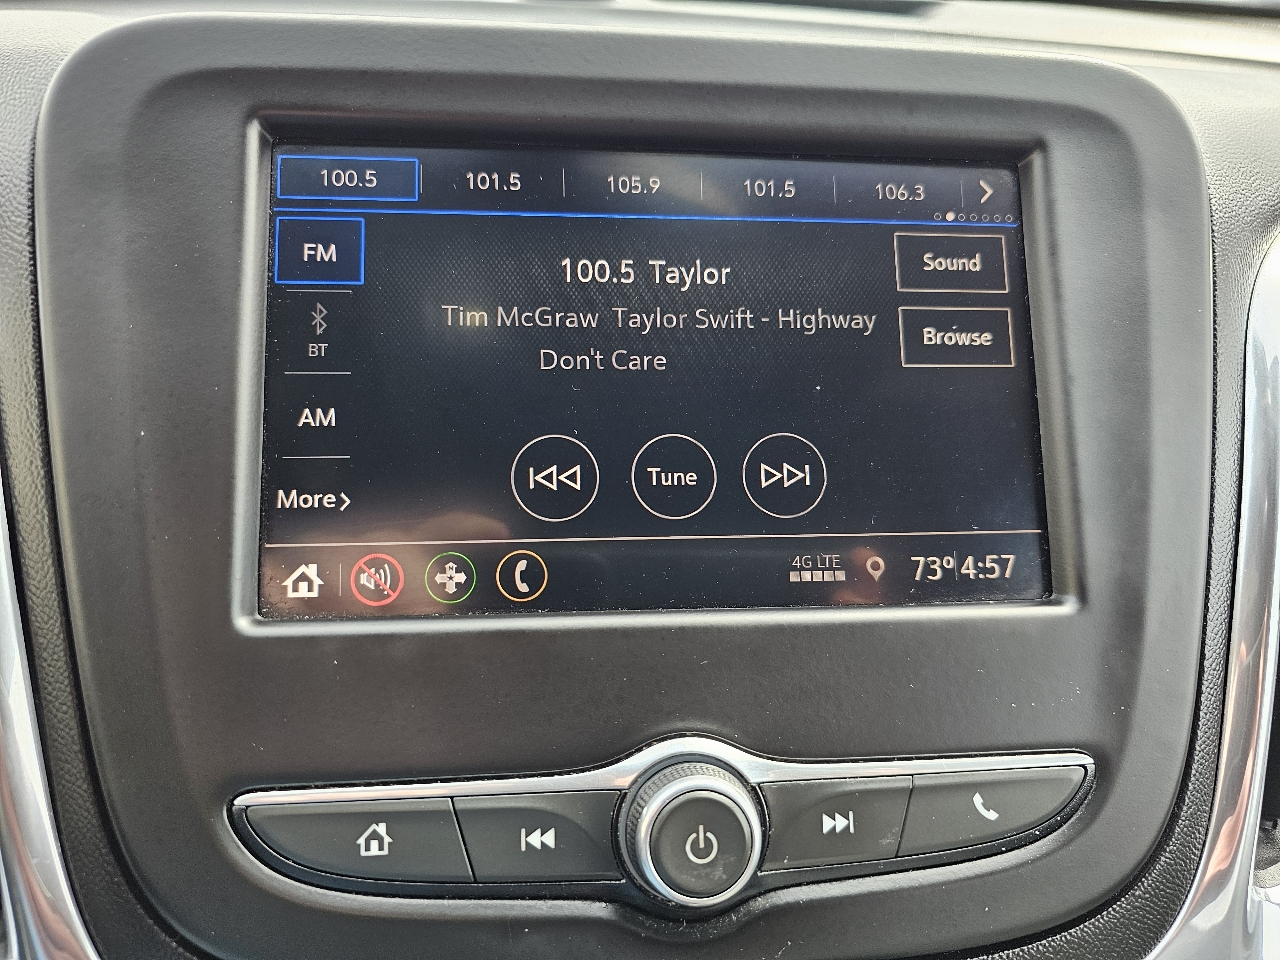 100.5 101.5 105.9 101.5 106.3
FM
100.5 Taylor
Sound
Tim McGraw Taylor Swift - Highway
Don't Care
Browse
BT
AM
Tune
More
4G LTE
73° 4:57